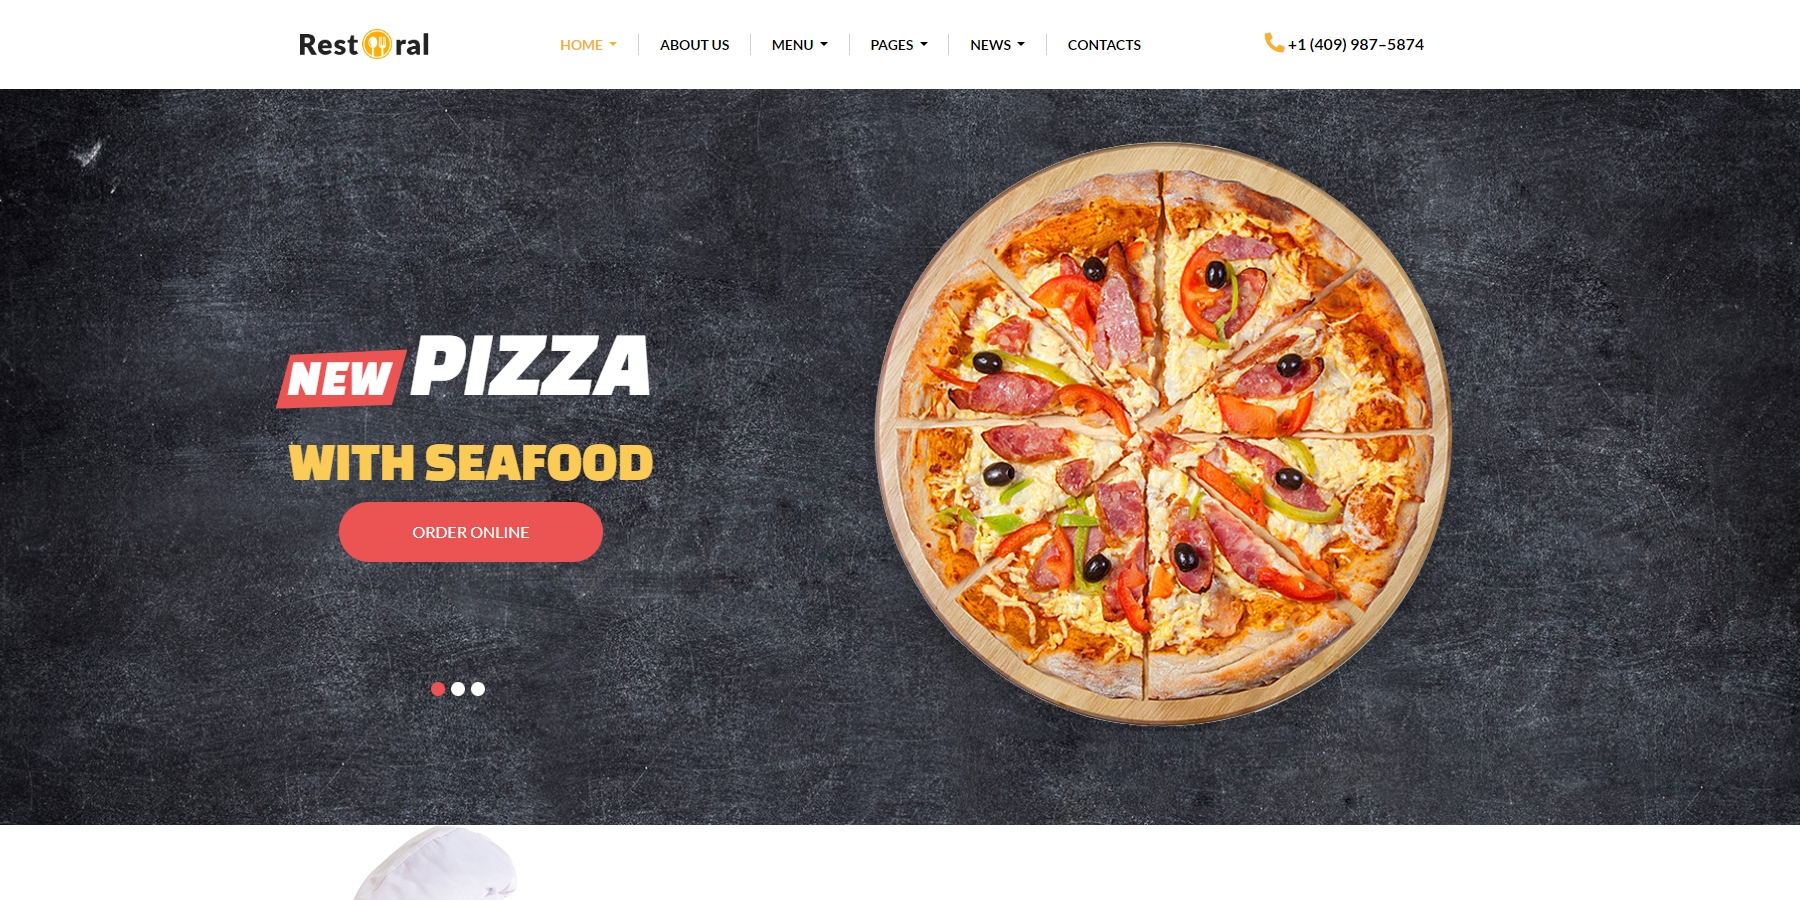 Rest ral
HOME
ABOUT US
MENU
PAGES
NEWS
CONTACTS
+1 (409) 987–5874
NEW PIZZA
WITH SEAFOOD
ORDER ONLINE